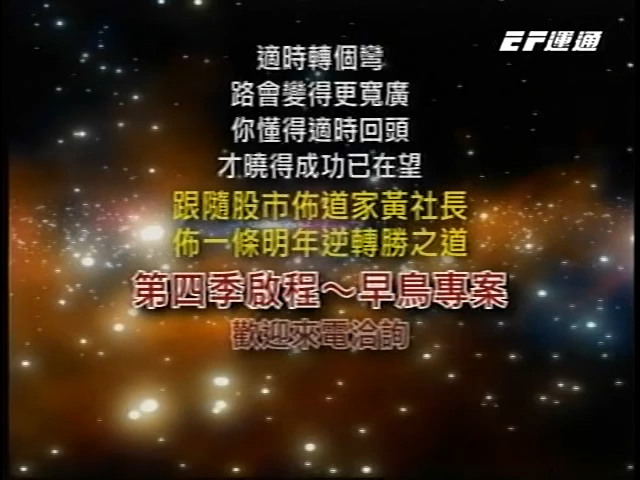 EF運通
適時轉個彎
路會變得更寬廣
你懂得適時回頭
才曉得成功已在望
跟隨股市佈道家黃社長
佈一條明年逆轉勝之道
第四季啟程～早鳥專案
歡迎來電洽詢